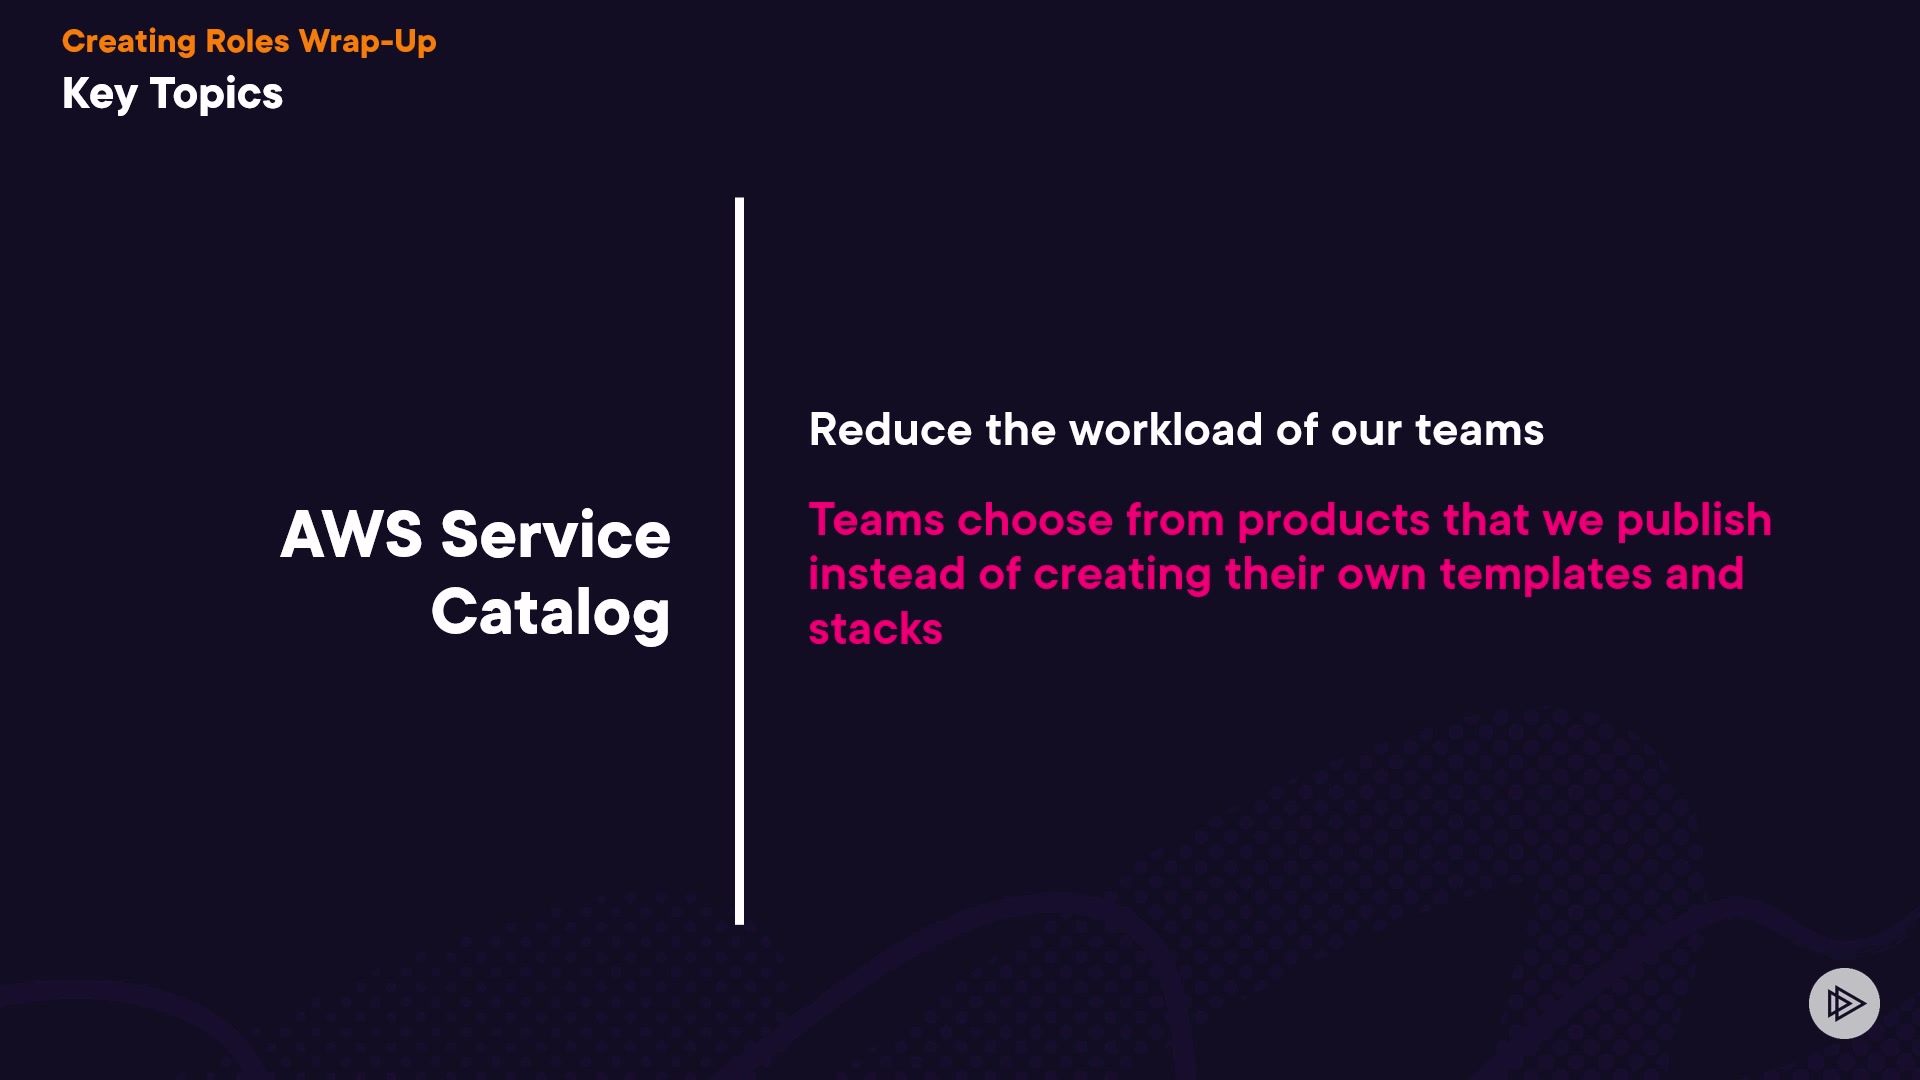 Creating Roles Wrap-Up
Key Topics
AWS Service
Catalog
Reduce the workload of our teams
Teams choose from products that we publish
instead of creating their own templates and
stacks